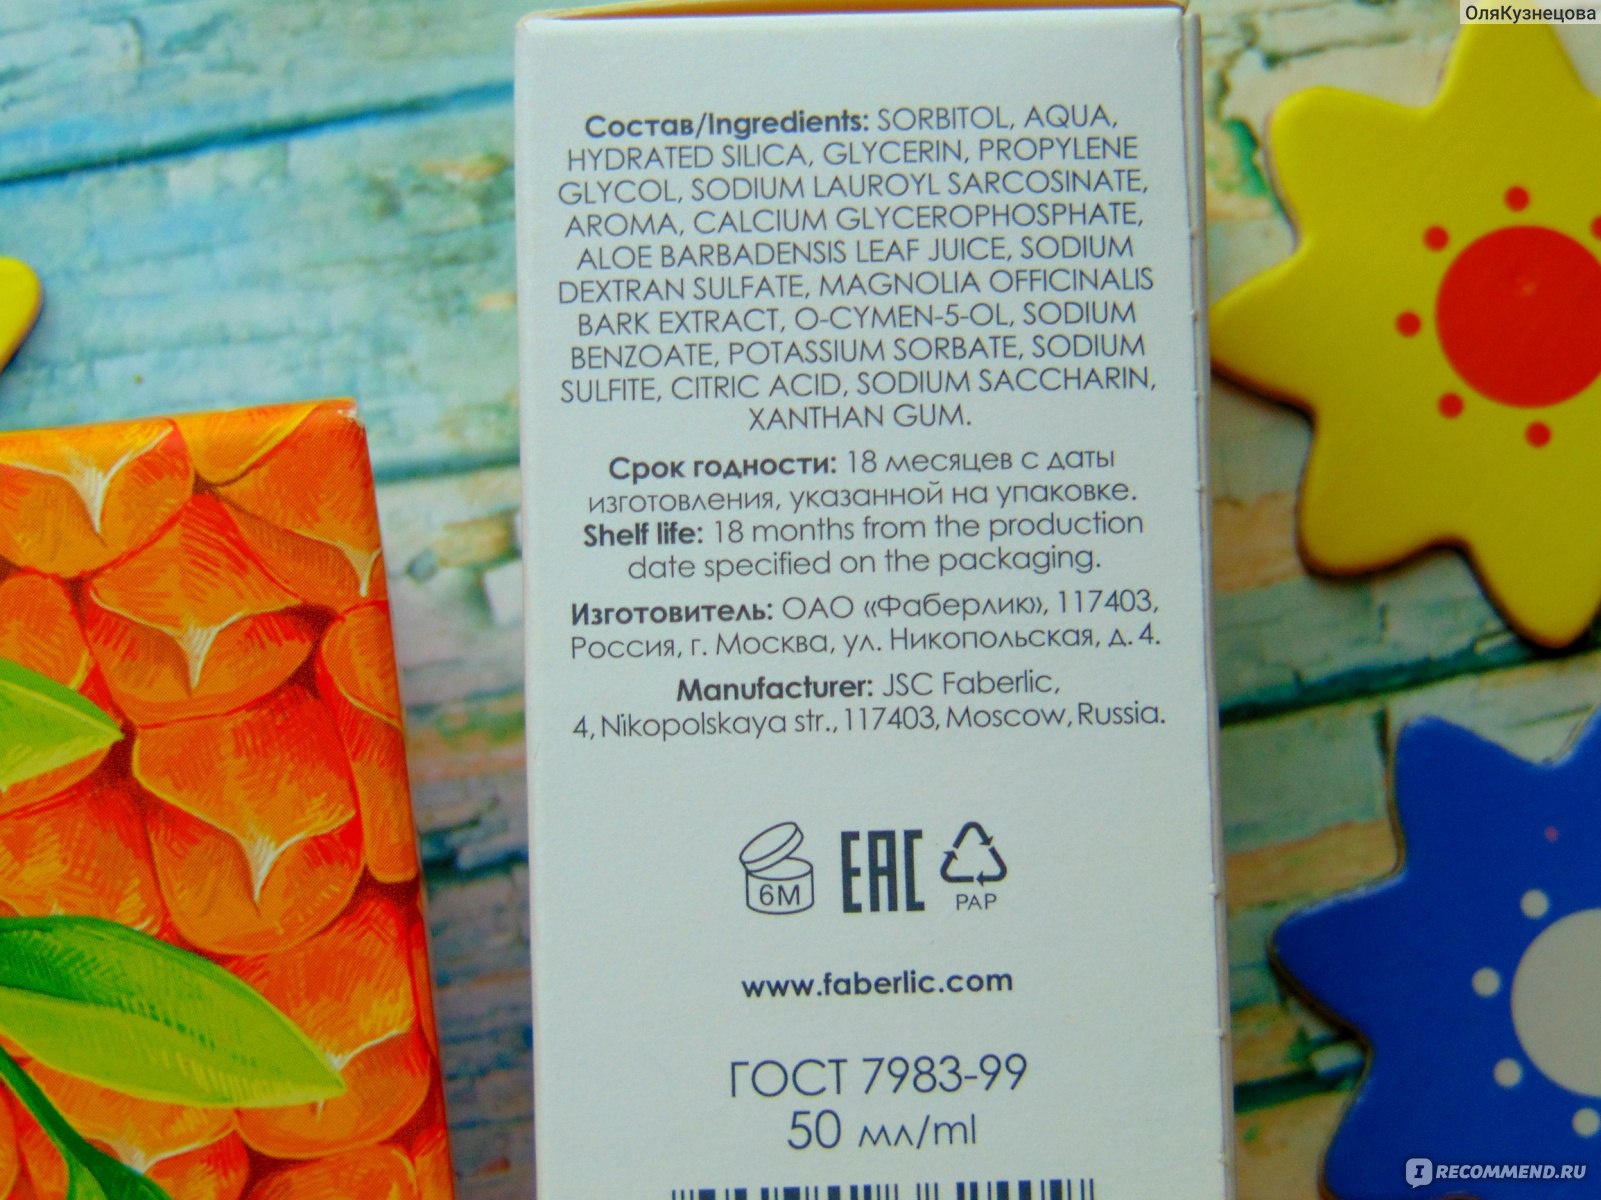 ОляКузнецова
Состав/Ingredients: SORBITOL, AQUA,
HYDRATED SILICA, GLYCERIN, PROPYLENE
GLYCOL, SODIUM LAUROYL SARCOSINATE,
AROMA, CALCIUM GLYCEROPHOSPHATE,
ALOE BARBADENSIS LEAF JUICE, SODIUM
DEXTRAN SULFATE, MAGNOLIA OFFICINALIS
BARK EXTRACT, O-CYMEN-5-OL, SODIUM
BENZOATE, POTASSIUM SORBATE, SODIUM
SULFITE, CITRIC ACID, SODIUM SACCHARIN,
XANTHAN GUM.
Срок годности: 18 месяцев с даты
изготовления, указанной на упаковке.
Shelf life: 18 months from the production
date specified on the packaging.
Изготовитель: ОАО «Фаберлик», 117403,
Россия, г. Москва, ул. Никопольская, д. 4.
Manufacturer: JSC Faberlic,
4, Nikopolskaya str., 117403, Moscow, Russia.
6M EAC PAP
www.faberlic.com
ГОСТ 7983-99
50 мл/ml
I RECOMMEND.RU